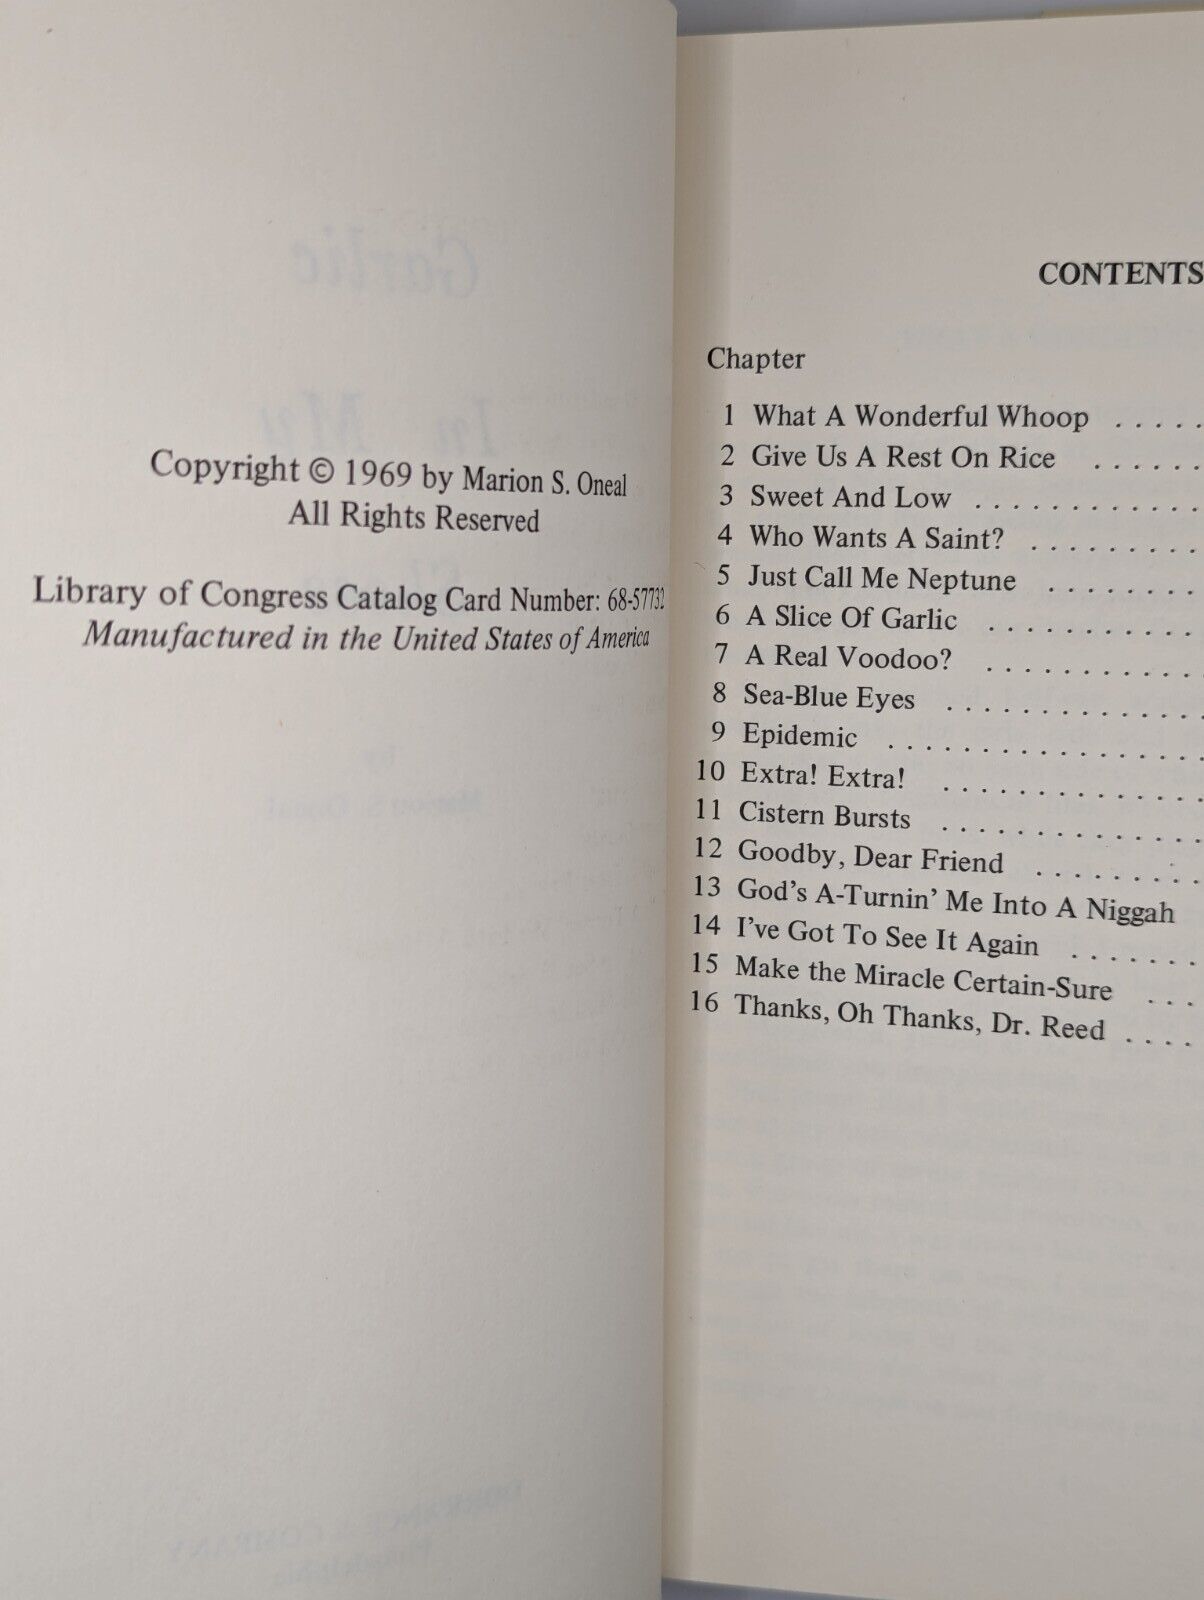 Copyright © 1969 by Marion S. Oneal
All Rights Reserved
Library of Congress Catalog Card Number: 68-57732
Manufactured in the United States of America
CONTENTS
Chapter
1 What A Wonderful Whoop . . . . .
2 Give Us A Rest On Rice . . . . . .
3 Sweet And Low . . . . . . . . . . . .
4 Who Wants A Saint? . . . . . . . . .
5 Just Call Me Neptune . . . . . . . .
6 A Slice Of Garlic . . . . . . . . . . . .
7 A Real Voodoo? . . . . . . . . . . . .
8 Sea-Blue Eyes . . . . . . . . . . . . . .
9 Epidemic . . . . . . . . . . . . . . . . .
10 Extra! Extra! . . . . . . . . . . . . . .
11 Cistern Bursts . . . . . . . . . . . . . .
12 Goodby, Dear Friend . . . . . . . . .
13 God's A-Turnin' Me Into A Niggah
14 I've Got To See It Again . . . . . . .
15 Make the Miracle Certain-Sure . . .
16 Thanks, Oh Thanks, Dr. Reed . . . .